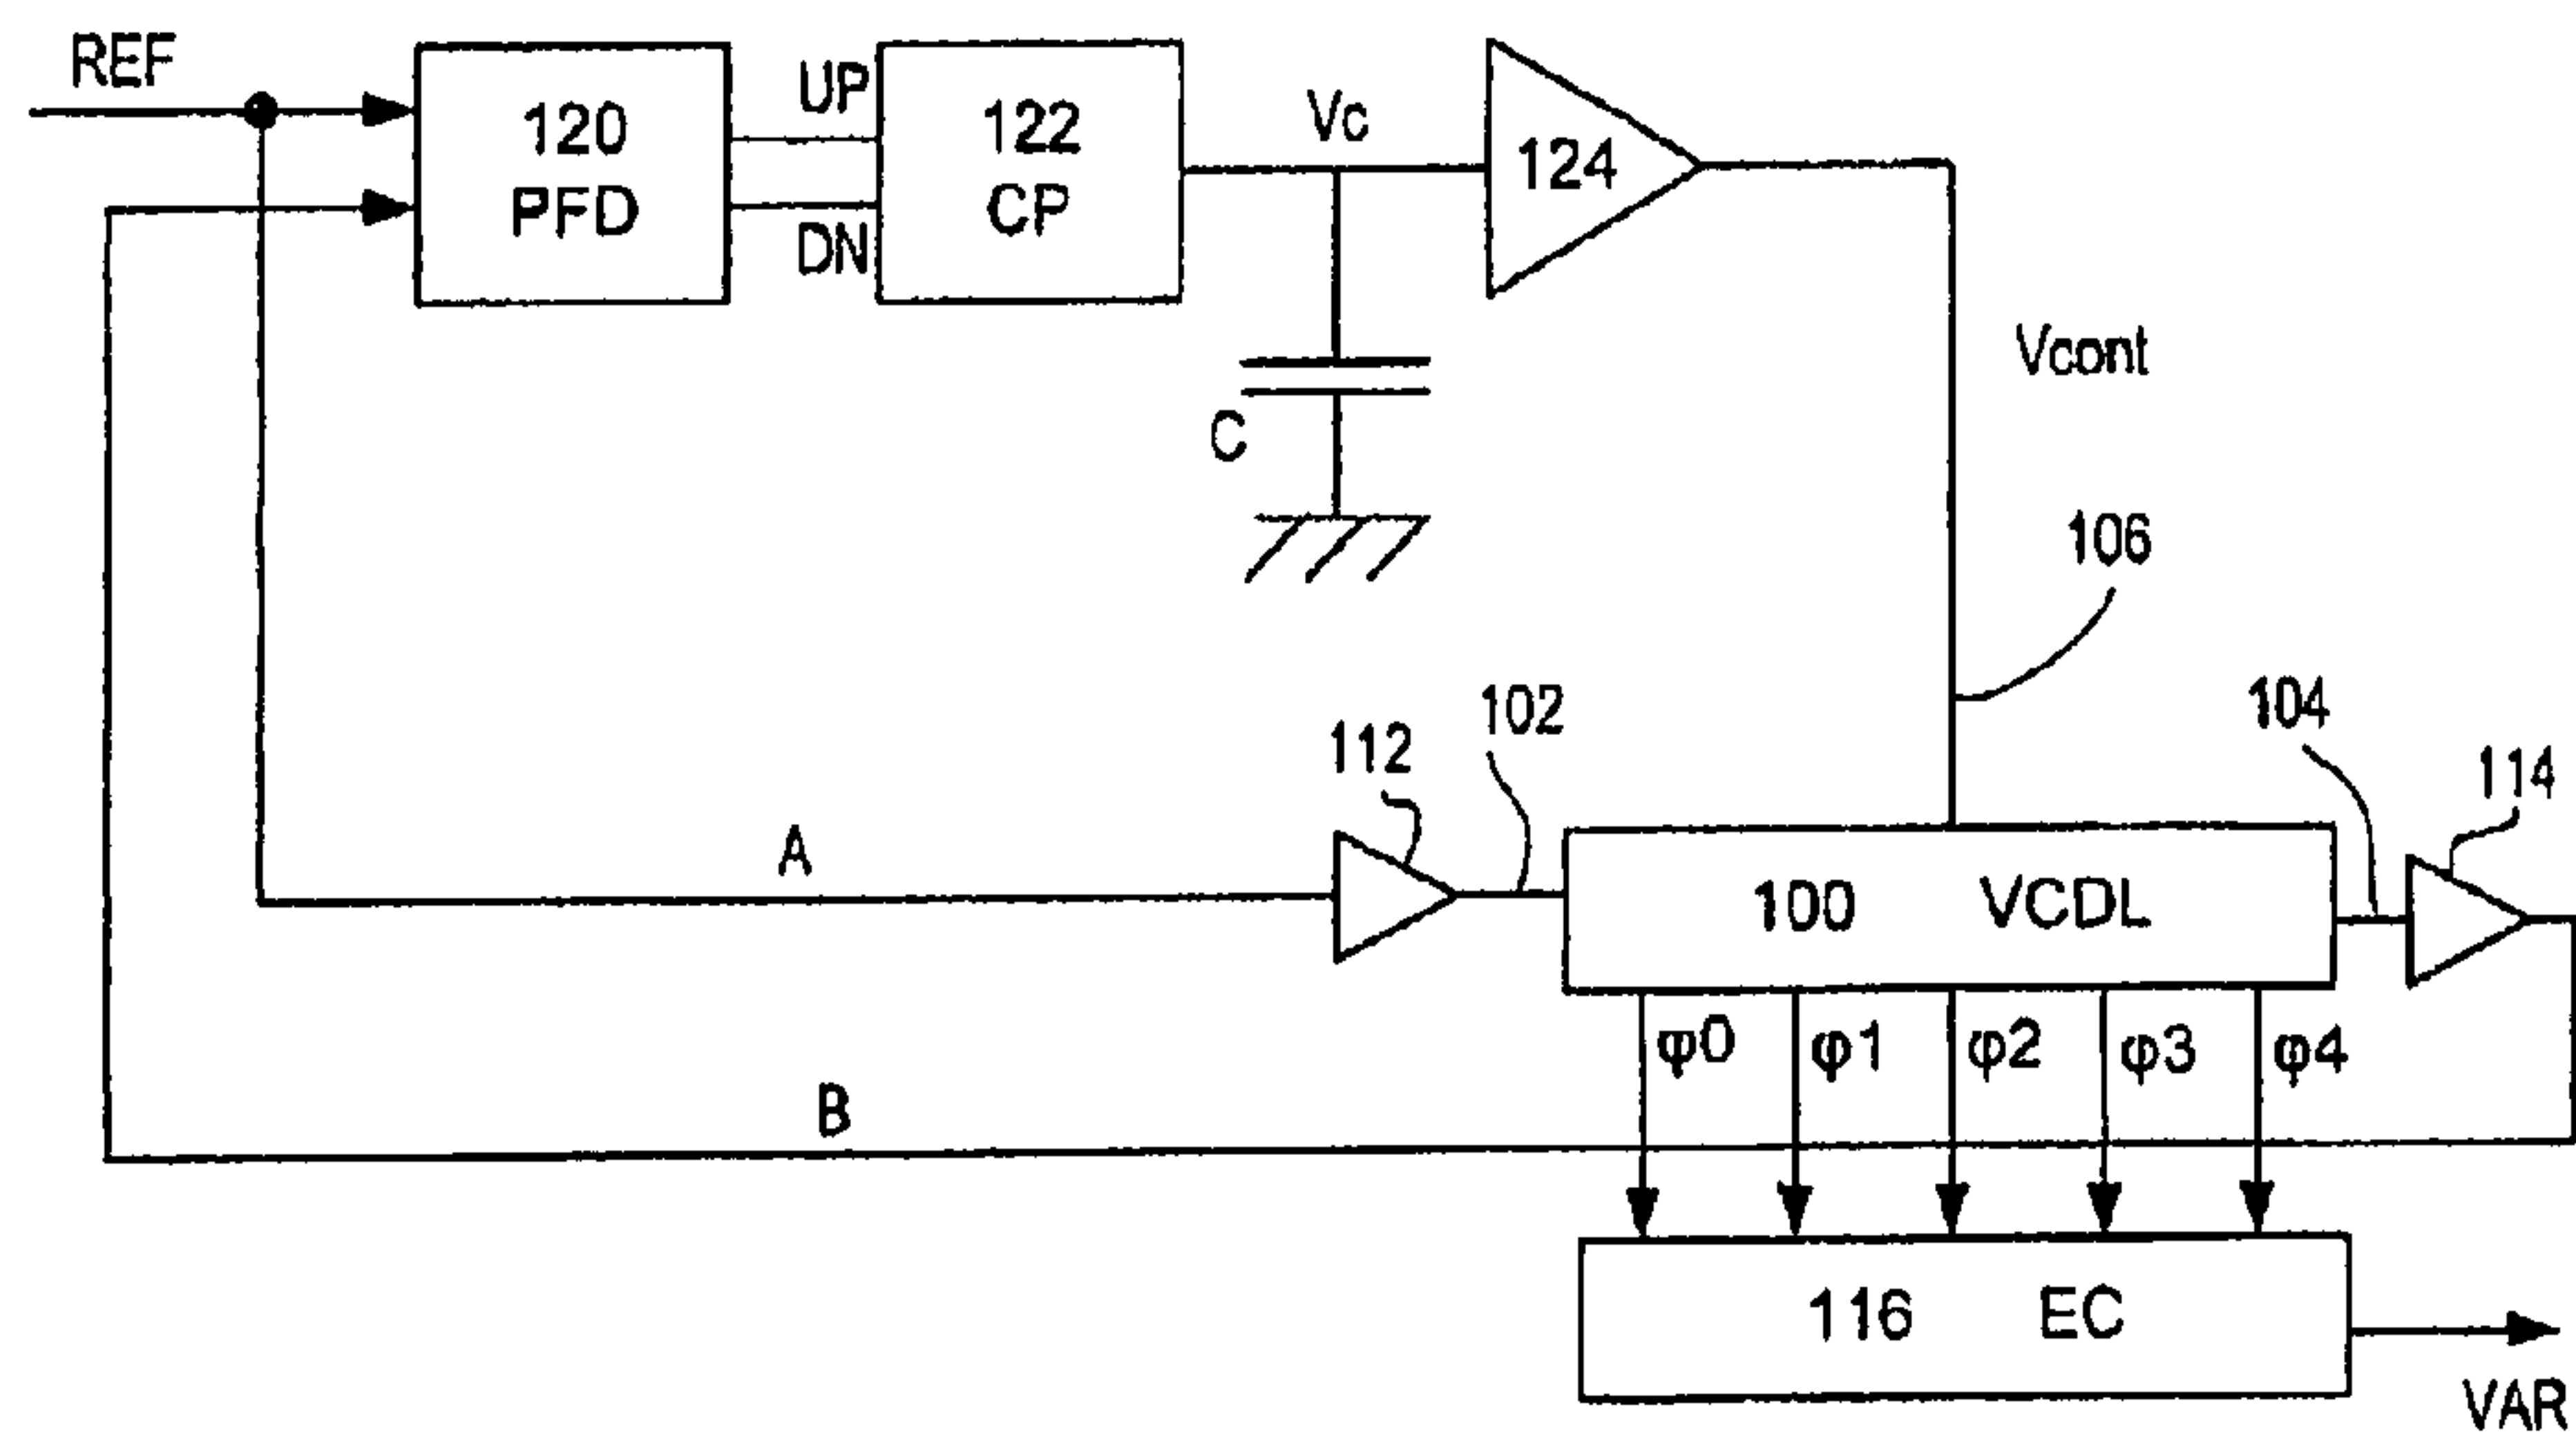 REF
120
PFD
UP
DN
122
CP
Vc
124
C
Vcont
106
A
112
102
100 VCDL
104
114
φ0 φ1 φ2 φ3 φ4
B
116 EC
VAR